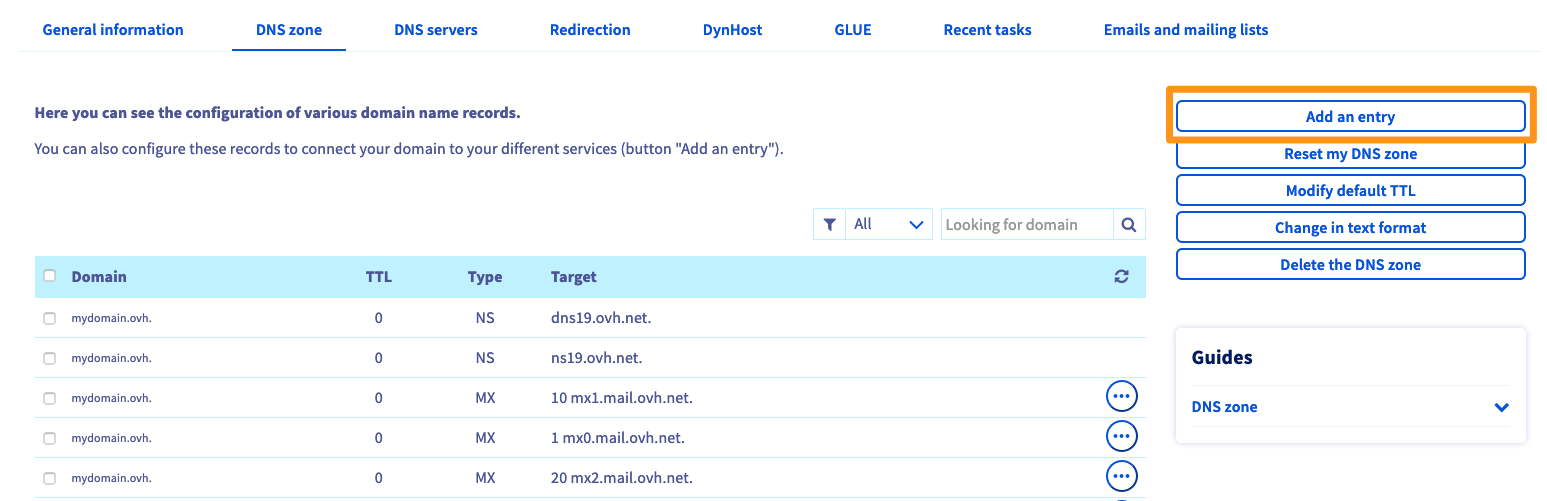 General information DNS zone DNS servers Redirection DynHost GLUE Recent tasks Emails and mailing lists
Here you can see the configuration of various domain name records.
You can also configure these records to connect your domain to your different services (button "Add an entry").
Add an entry
Reset my DNS zone
Modify default TTL
Change in text format
Delete the DNS zone
All Looking for domain
Domain TTL Type Target
mydomain.ovh. 0 NS dns19.ovh.net.
mydomain.ovh. 0 NS ns19.ovh.net.
mydomain.ovh. 0 MX 10 mx1.mail.ovh.net.
mydomain.ovh. 0 MX 1 mx0.mail.ovh.net.
mydomain.ovh. 0 MX 20 mx2.mail.ovh.net.
Guides
DNS zone